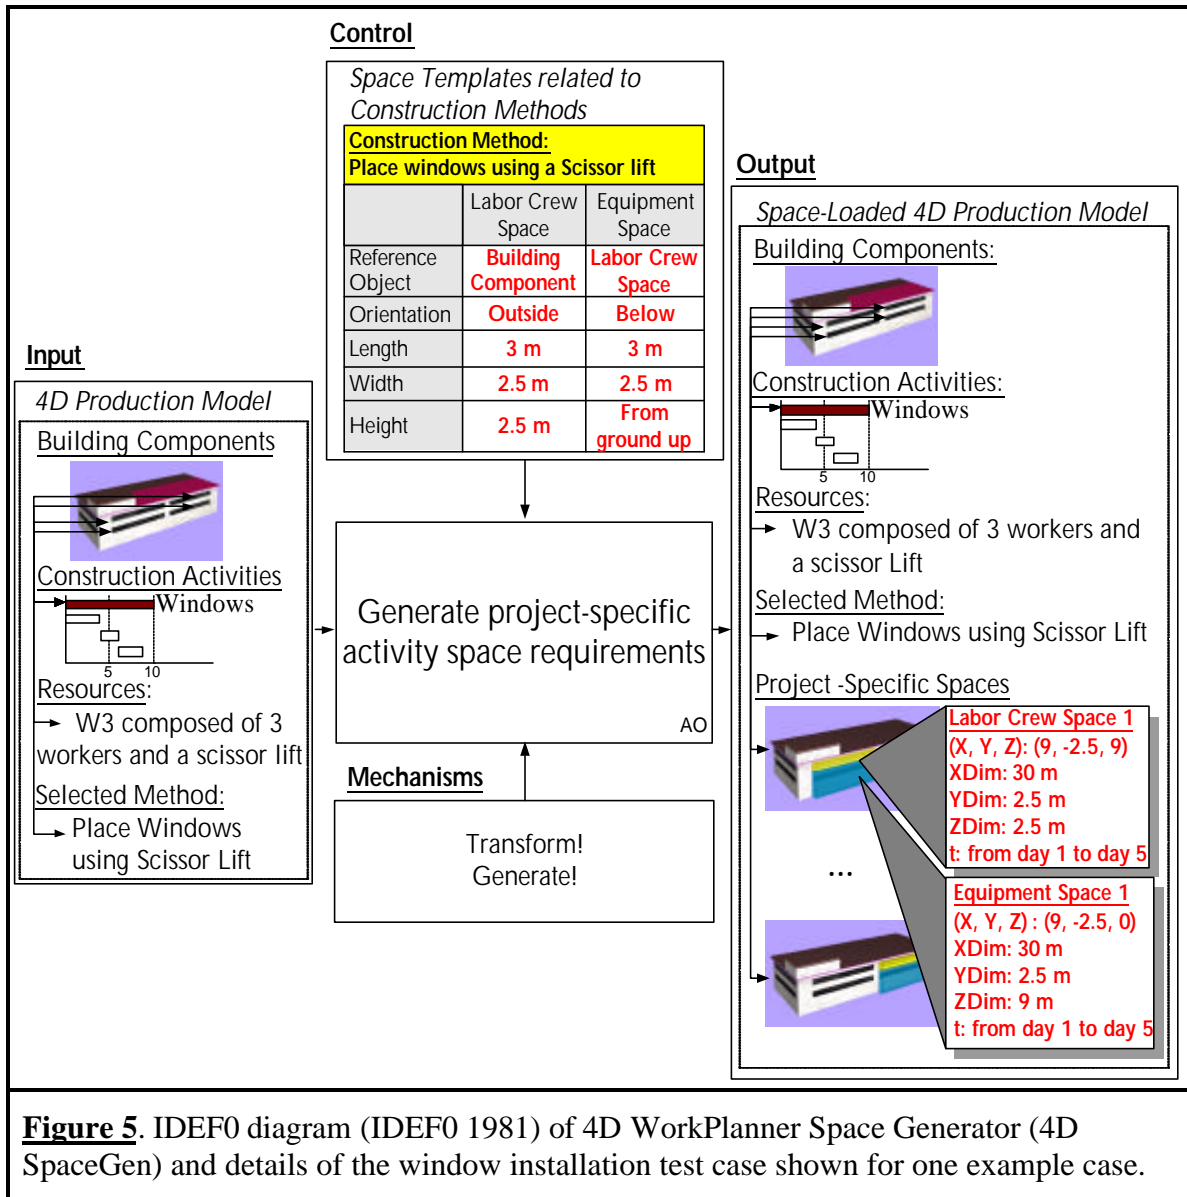 Control
Space Templates related to
Construction Methods
Construction Method:
Place windows using a Scissor lift
Labor Crew Space
Equipment Space
Reference Object
Building Component
Labor Crew Space
Orientation
Outside
Below
Length
3 m
3 m
Width
2.5 m
2.5 m
Height
2.5 m
From ground up
Input
4D Production Model
Building Components
Construction Activities
Windows
5
10
Resources:
W3 composed of 3
workers and a scissor lift
Selected Method:
Place Windows
using Scissor Lift
Generate project-specific
activity space requirements
AO
Mechanisms
Transform!
Generate!
Output
Space-Loaded 4D Production Model
Building Components:
Construction Activities:
Windows
5
10
Resources:
W3 composed of 3 workers and
a scissor Lift
Selected Method:
Place Windows using Scissor Lift
Project -Specific Spaces
Labor Crew Space 1
(X, Y, Z): (9, -2.5, 9)
XDim: 30 m
YDim: 2.5 m
ZDim: 2.5 m
t: from day 1 to day 5
...
Equipment Space 1
(X, Y, Z) : (9, -2.5, 0)
XDim: 30 m
YDim: 2.5 m
ZDim: 9 m
t: from day 1 to day 5
Figure 5. IDEF0 diagram (IDEF0 1981) of 4D WorkPlanner Space Generator (4D
SpaceGen) and details of the window installation test case shown for one example case.